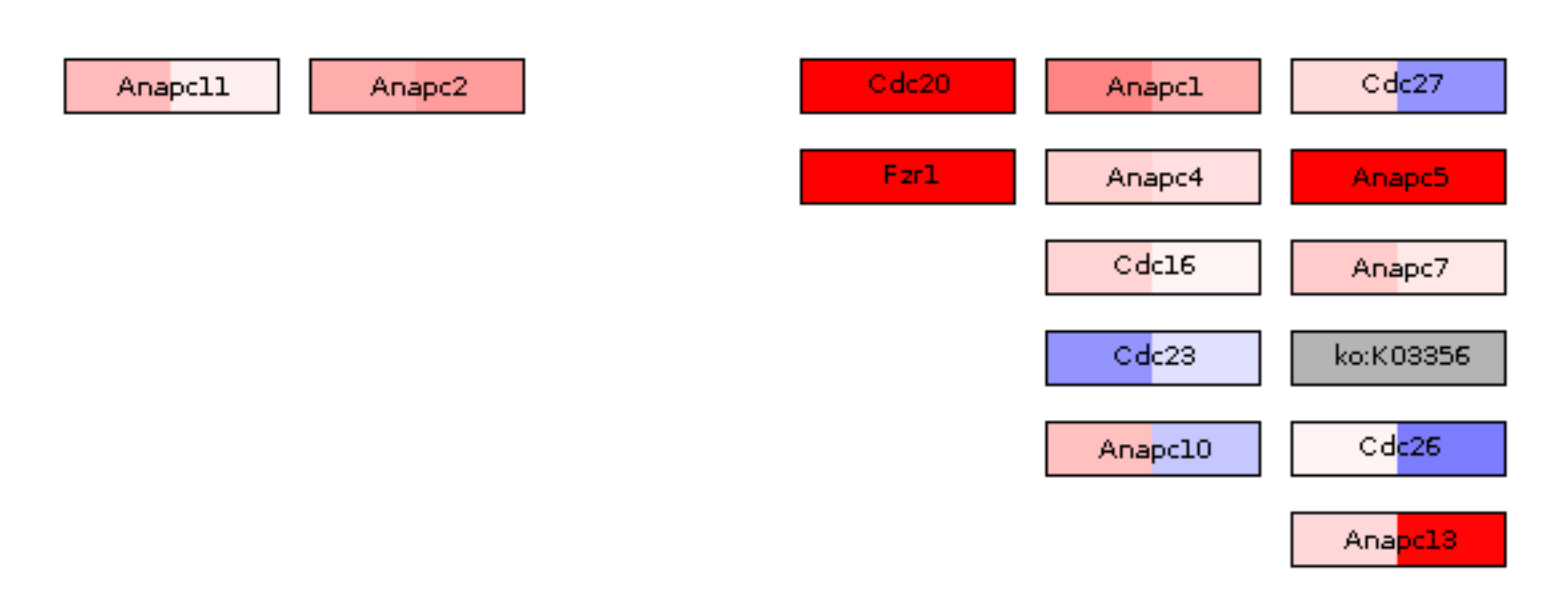 Anapc11 Anapc2 Cdc20 Anapc1 Cdc27
Fzr1 Anapc4 Anapc5
Cdc16 Anapc7
Cdc23 ko:K03356
Anapc10 Cdc26
Anapc13